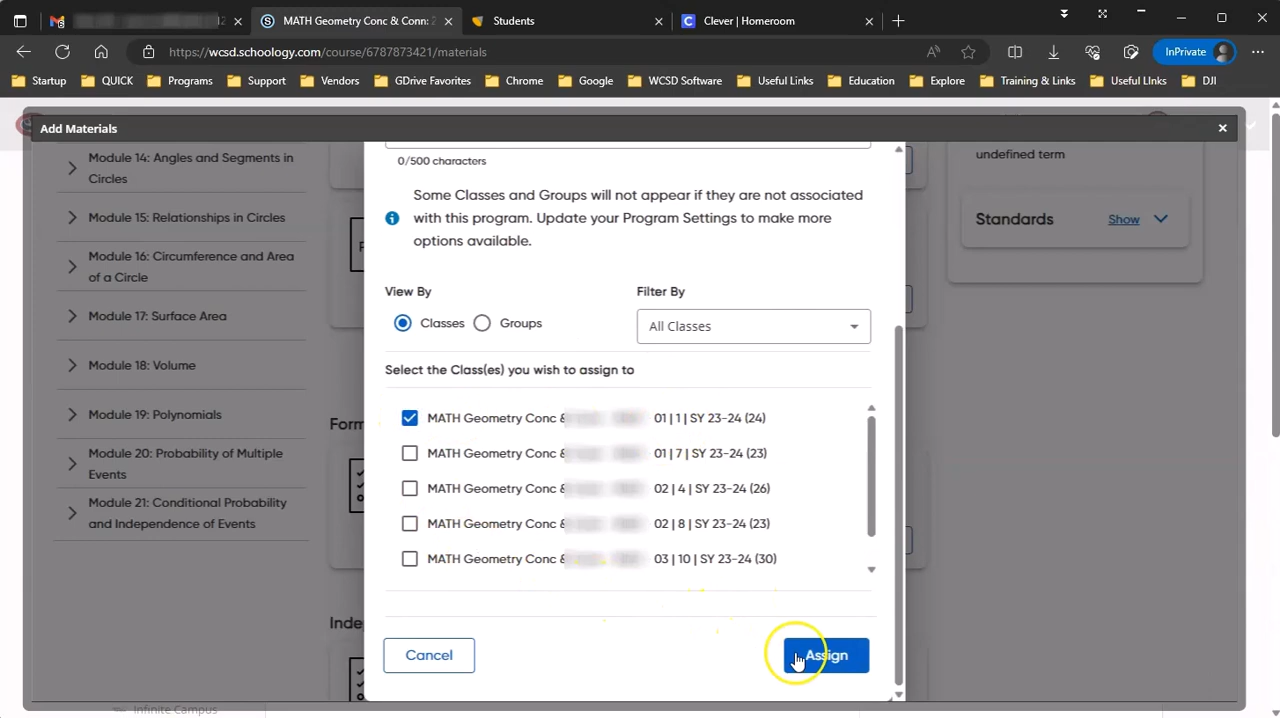 MATH Geometry Conc & Conn: 2
Students
Clever | Homeroom
https://wcsd.schoology.com/course/6787873421/materials
InPrivate
Startup QUICK Programs Support Vendors GDrive Favorites Chrome Google WCSD Software Useful Links Education Explore Training & Links Useful LInks DJI
Add Materials
Module 14: Angles and Segments in
Circles
Module 15: Relationships in Circles
Module 16: Circumference and Area
of a Circle
Module 17: Surface Area
Module 18: Volume
Module 19: Polynomials
Module 20: Probability of Multiple
Events
Module 21: Conditional Probability
and Independence of Events
Form
Inde
0/500 characters
Some Classes and Groups will not appear if they are not associated
with this program. Update your Program Settings to make more
options available.
View By
Classes Groups
Filter By
All Classes
Select the Class(es) you wish to assign to
MATH Geometry Conc & 01 | 1 | SY 23-24 (24)
MATH Geometry Conc & 01 | 7 | SY 23-24 (23)
MATH Geometry Conc & 02 | 4 | SY 23-24 (26)
MATH Geometry Conc & 02 | 8 | SY 23-24 (23)
MATH Geometry Conc & 03 | 10 | SY 23-24 (30)
Cancel
Assign
undefined term
Standards Show
Infinite Campus